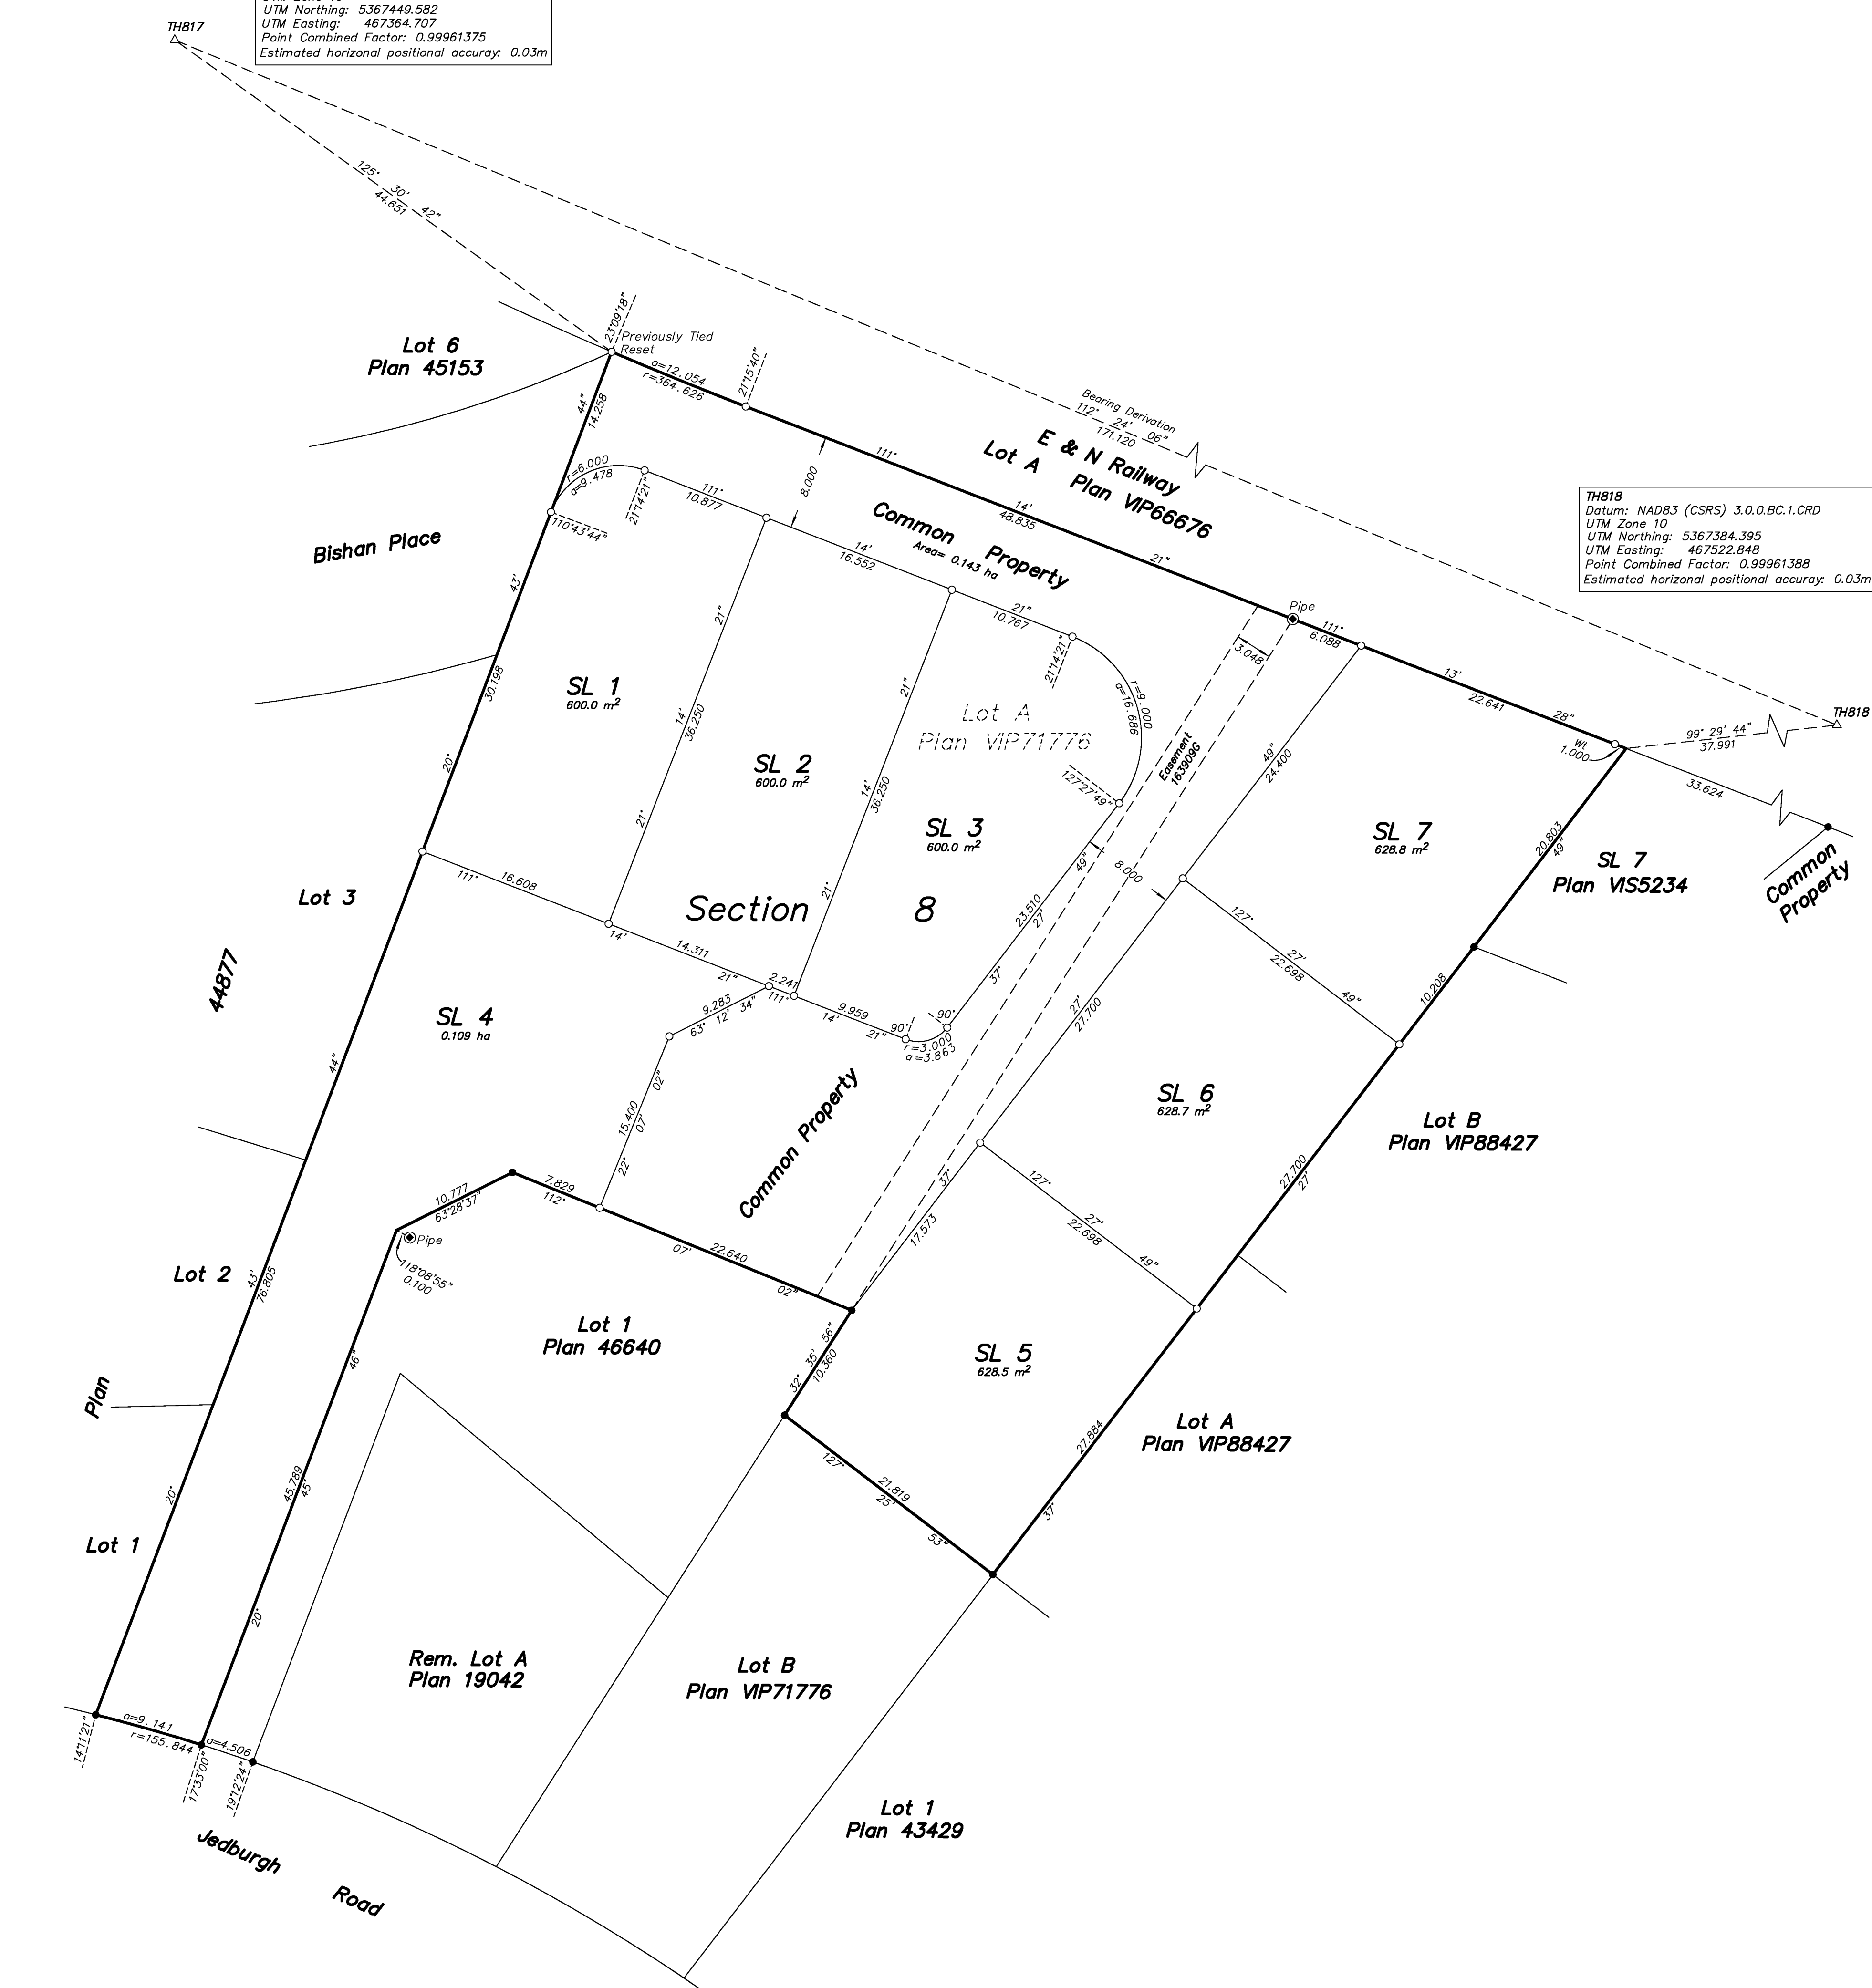 UTM Northing: 5367449.582
UTM Easting: 467364.707
Point Combined Factor: 0.99961375
Estimated horizonal positional accuray: 0.03m
TH817
125° 30' 42"
44.651
23°09'18"
Previously Tied
Reset
Lot 6
Plan 45153
a=12.054
r=364.626
21°15'40"
44"
14.258
Bearing Derivation
112° 24' 06"
171.120
E & N Railway
Lot A Plan VIP66676
111° 14' 21"
48.835
8.000
r=6.000
a=9.478
21°14'21"
110°43'44"
111°
10.877
14'
16.552
21"
10.767
Common Property
Area= 0.143 ha
Bishan Place
TH818
Datum: NAD83 (CSRS) 3.0.0.BC.1.CRD
UTM Zone 10
UTM Northing: 5367384.395
UTM Easting: 467522.848
Point Combined Factor: 0.99961388
Estimated horizonal positional accuray: 0.03m
Pipe
111°
6.088
3.048
13'
22.641
28"
TH818
99° 29' 44"
37.991
Wt
1.000
33.624
43'
30.198
20'
21"
14'
36.250
21°
21"
14'
36.250
21°
21°14'21"
r=9.000
a=16.686
127°27'49"
Easement
163909G
49"
24.400
SL 1
600.0 m²
SL 2
600.0 m²
Lot A
Plan VIP71776
SL 3
600.0 m²
SL 7
628.8 m²
20.803
49"
SL 7
Plan VIS5234
Common
Property
Lot 3
111°
16.608
14'
14.311
21"
Section 8
49"
8.000
23.510
27'
37°
127°
27'
22.698
49"
10.208
44877
SL 4
0.109 ha
9.283
63° 12' 34"
2.241
111°
9.959
14'
21"
90°
90°
r=3.000
a=3.863
27'
27.700
44"
02"
15.400
07'
22°
Common Property
SL 6
628.7 m²
Lot B
Plan VIP88427
27.700
27'
10.777
63°28'37"
7.829
112°
07'
22.640
02"
37°
17.573
127°
27'
22.698
49"
Pipe
118°08'55"
0.100
Lot 2
43'
76.805
Lot 1
Plan 46640
56"
35'
10.360
32°
SL 5
628.5 m²
46"
Plan
Lot A
Plan VIP88427
27.884
37°
127°
21.819
25'
53"
20°
45.789
45'
Lot 1
20°
Rem. Lot A
Plan 19042
Lot B
Plan VIP71776
a=9.141
r=155.844
a=4.506
14°11'21"
17°33'00"
19°12'24"
Lot 1
Plan 43429
Jedburgh Road